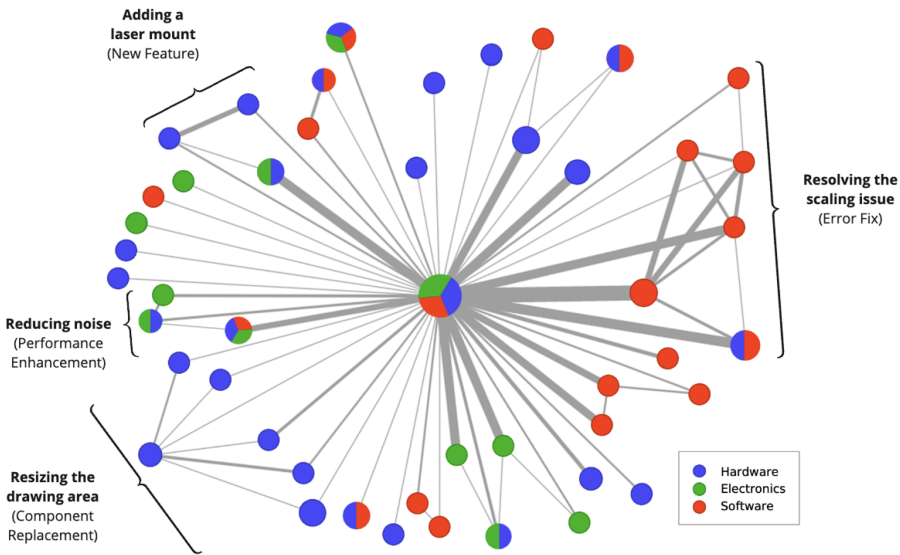 Adding a
laser mount
(New Feature)
Resolving the
scaling issue
(Error Fix)
Reducing noise
(Performance
Enhancement)
Resizing the
drawing area
(Component
Replacement)
Hardware
Electronics
Software